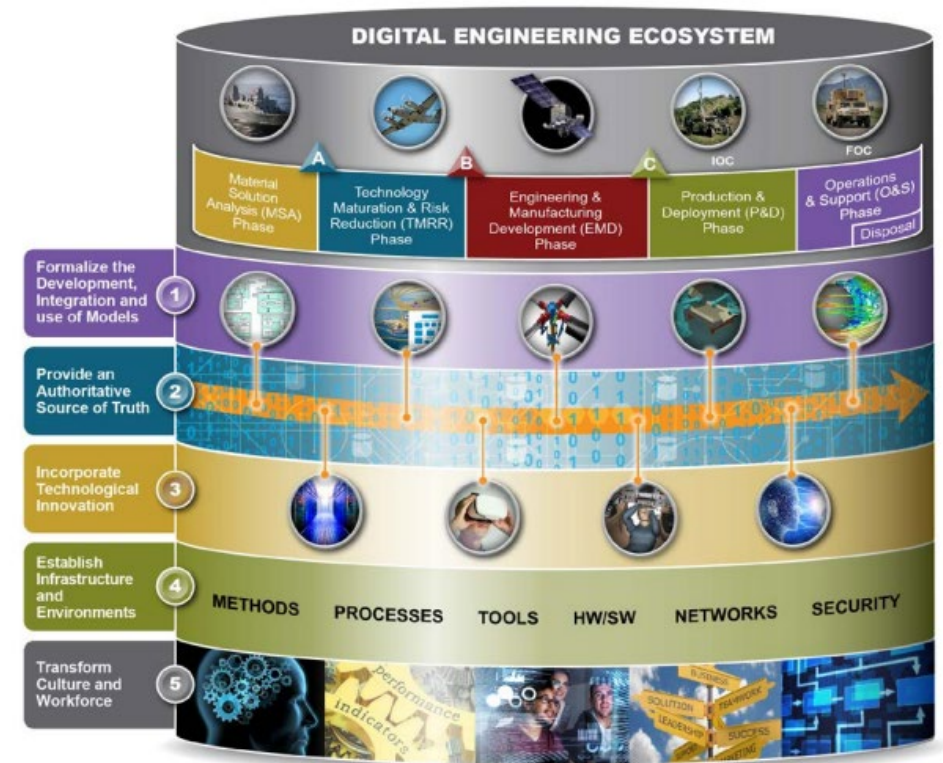 DIGITAL ENGINEERING ECOSYSTEM
IOC
FOC
A
B
C
Material
Solution
Analysis (MSA)
Phase
Technology
Maturation & Risk
Reduction (TMRR)
Phase
Engineering &
Manufacturing
Development (EMD)
Phase
Production &
Deployment (P&D)
Phase
Operations
& Support (O&S)
Phase
Disposal
Formalize the
Development,
Integration and
use of Models
1
Provide an
Authoritative
Source of Truth
2
Incorporate
Technological
Innovation
3
Establish
Infrastructure
and
Environments
4
METHODS
PROCESSES
TOOLS
HW/SW
NETWORKS
SECURITY
Transform
Culture and
Workforce
5
performance
indicators
BUSINESS
SOLUTION
TEAMWORK
LEADERSHIP
SUCCESS